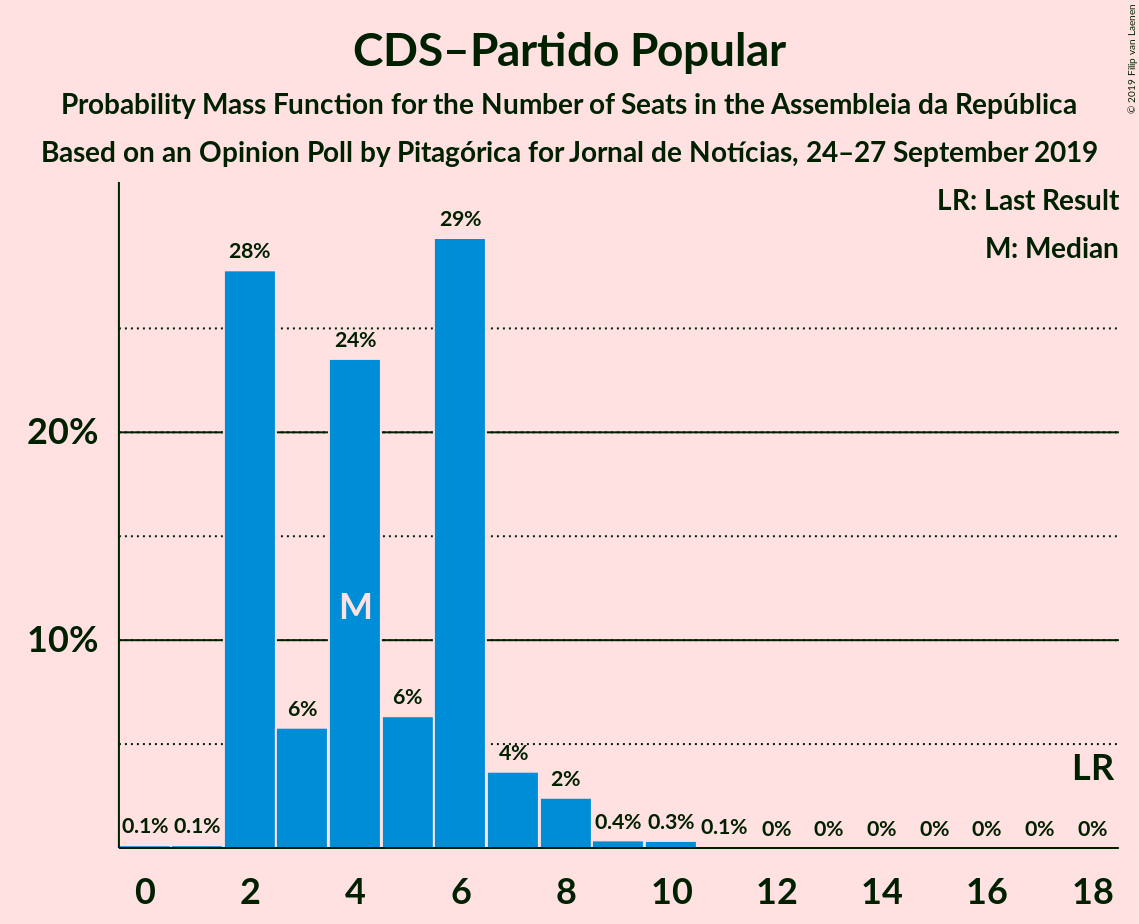 CDS–Partido Popular
Probability Mass Function for the Number of Seats in the Assembleia da República
Based on an Opinion Poll by Pitagórica for Jornal de Notícias, 24–27 September 2019
© 2019 Filip van Laenen
LR: Last Result
M: Median
29%
28%
24%
20%
M
10%
6%
6%
4%
LR
2%
0.1% 0.1% 0.4% 0.3% 0.1% 0% 0% 0% 0% 0% 0% 0%
0 2 4 6 8 10 12 14 16 18